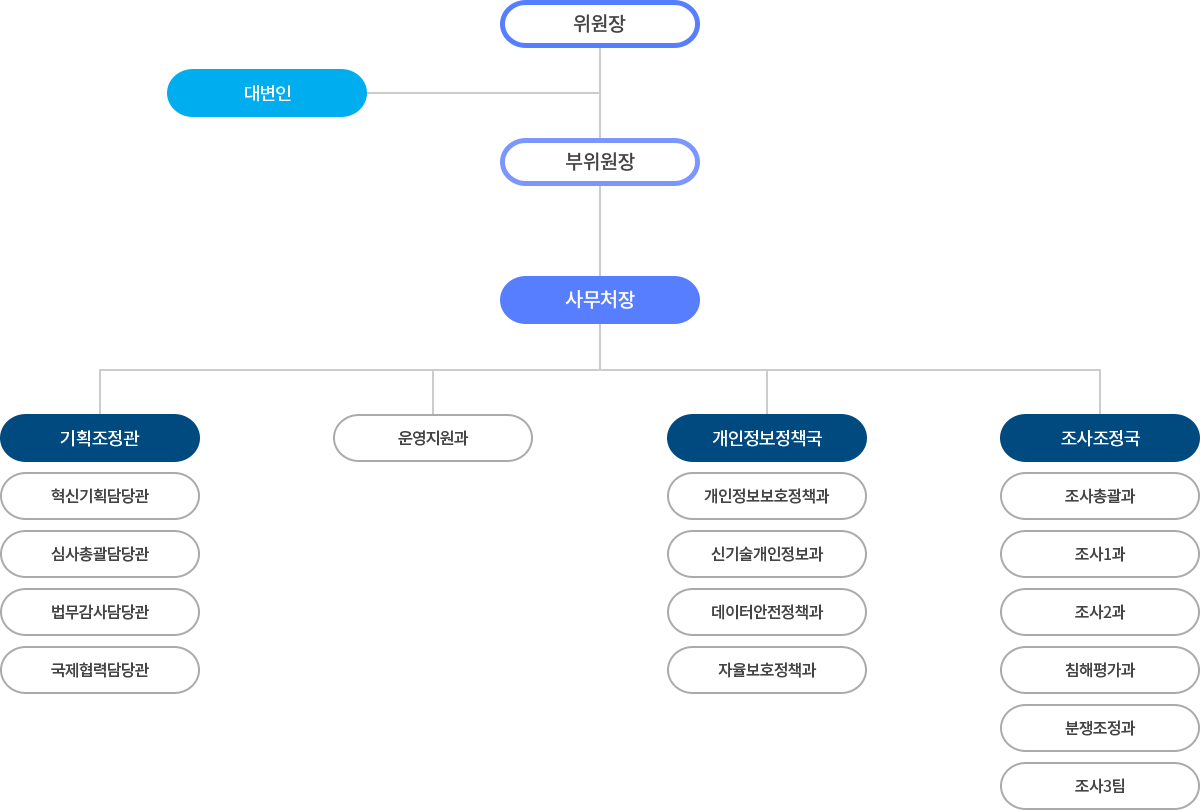 위원장
대변인
부위원장
사무처장
기획조정관
혁신기획담당관
심사총괄담당관
법무감사담당관
국제협력담당관
운영지원과
개인정보정책국
개인정보보호정책과
신기술개인정보과
데이터안전정책과
자율보호정책과
조사조정국
조사총괄과
조사1과
조사2과
침해평가과
분쟁조정과
조사3팀